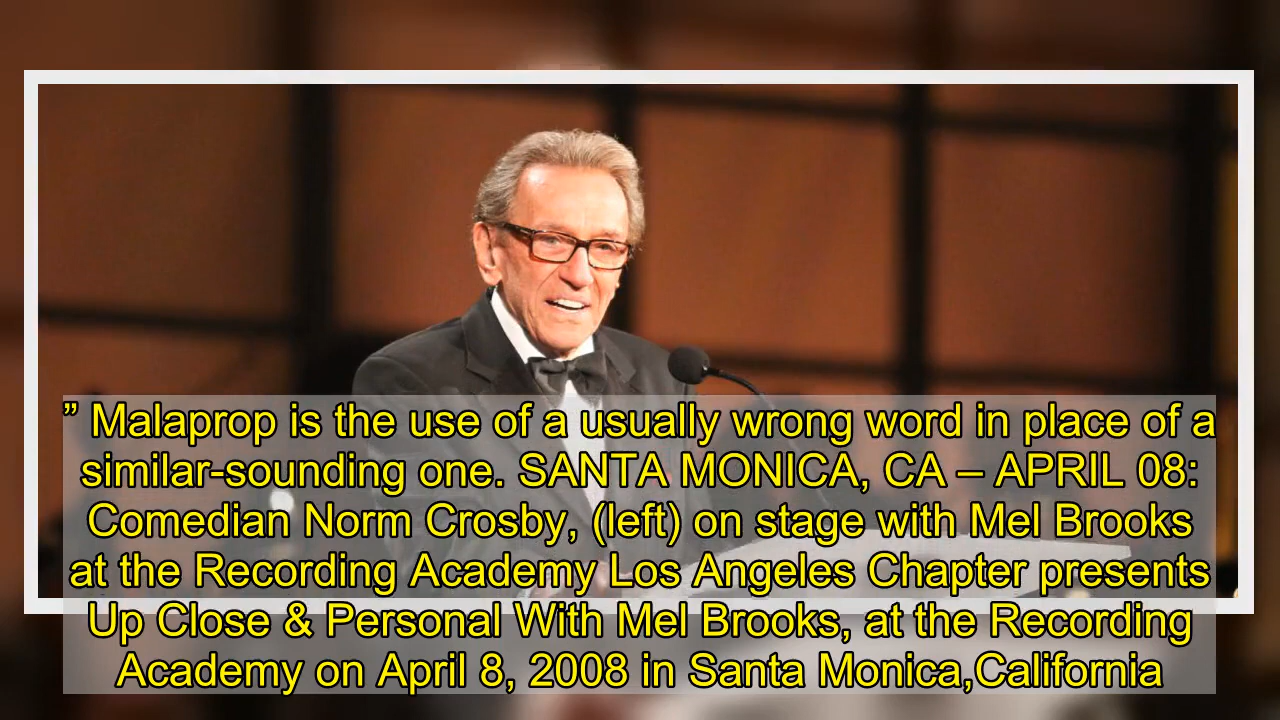 ” Malaprop is the use of a usually wrong word in place of a
similar-sounding one. SANTA MONICA, CA – APRIL 08:
Comedian Norm Crosby, (left) on stage with Mel Brooks
at the Recording Academy Los Angeles Chapter presents
Up Close & Personal With Mel Brooks, at the Recording
Academy on April 8, 2008 in Santa Monica,California